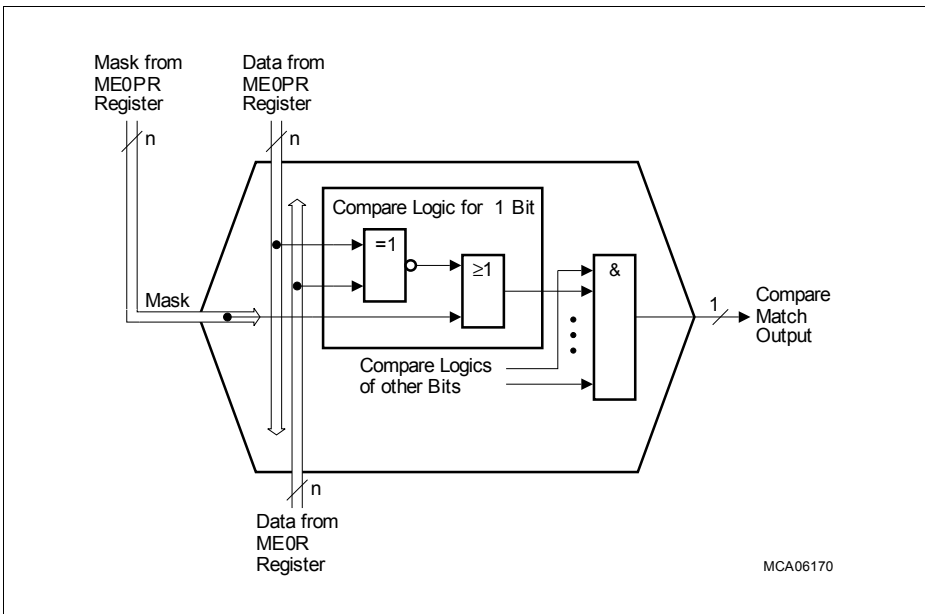 Mask from
ME0PR
Register
Data from
ME0PR
Register
n
n
Compare Logic for 1 Bit
=1
≥1
&
Mask
1
Compare
Match
Output
Compare Logics
of other Bits
n
Data from
ME0R
Register
MCA06170